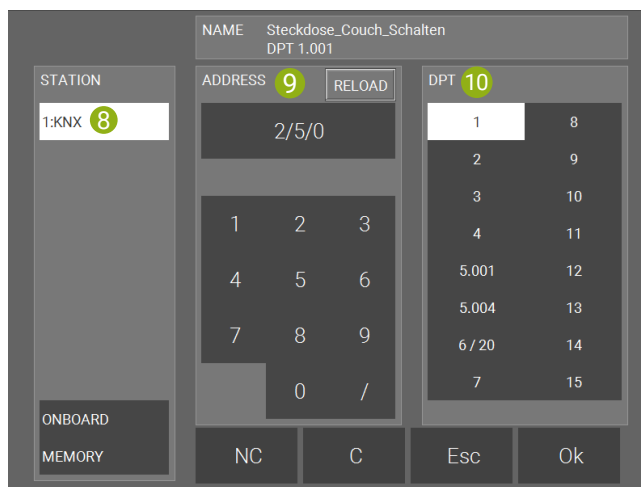 NAME Steckdose_Couch_Schalten
DPT 1.001
STATION
1:KNX 8
ONBOARD
MEMORY
ADDRESS 9 RELOAD
2/5/0
1 2 3
4 5 6
7 8 9
0 /
DPT 10
1 8
2 9
3 10
4 11
5.001 12
5.004 13
6 / 20 14
7 15
NC C Esc Ok